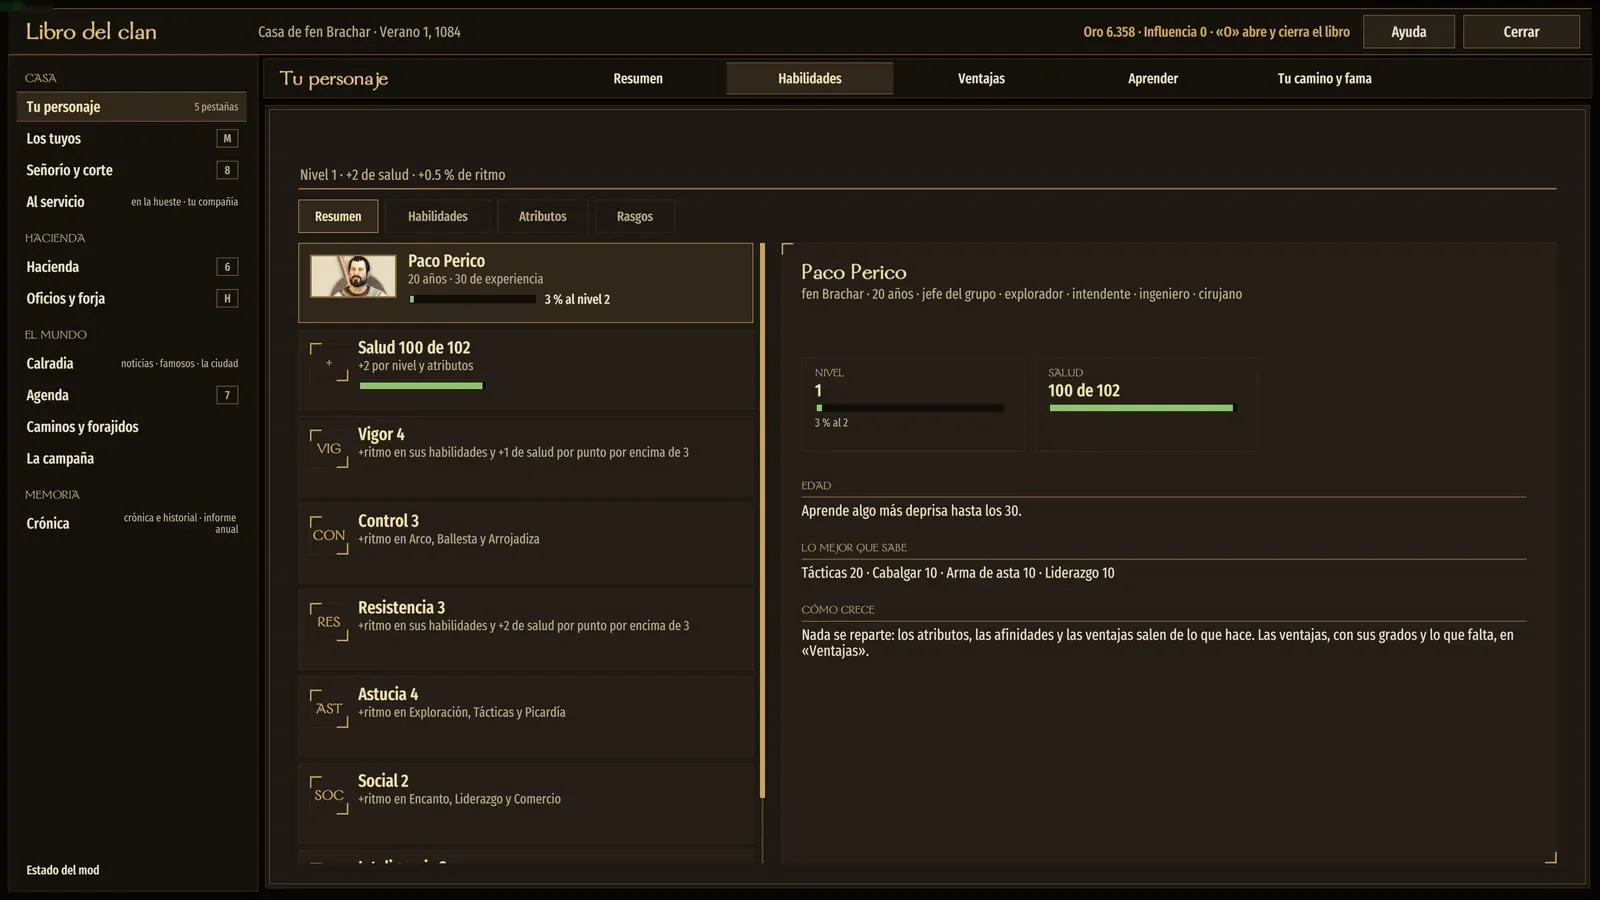 Libro del clan
Casa de fen Brachar · Verano 1, 1084
Oro 6.358 · Influencia 0 · «O» abre y cierra el libro
Ayuda
Cerrar
CASA
Tu personaje
5 pestañas
Los tuyos
M
Señorío y corte
8
Al servicio
en la hueste · tu compañía
HACIENDA
Hacienda
6
Oficios y forja
H
EL MUNDO
Calradia
noticias · famosos · la ciudad
Agenda
7
Caminos y forajidos
La campaña
MEMORIA
Crónica
crónica e historial · informe
anual
Estado del mod
Tu personaje
Resumen
Habilidades
Ventajas
Aprender
Tu camino y fama
Nivel 1 · +2 de salud · +0.5 % de ritmo
Resumen
Habilidades
Atributos
Rasgos
Paco Perico
20 años · 30 de experiencia
3 % al nivel 2
+
Salud 100 de 102
+2 por nivel y atributos
VIG
Vigor 4
+ritmo en sus habilidades y +1 de salud por punto por encima de 3
CON
Control 3
+ritmo en Arco, Ballesta y Arrojadiza
RES
Resistencia 3
+ritmo en sus habilidades y +2 de salud por punto por encima de 3
AST
Astucia 4
+ritmo en Exploración, Tácticas y Picardía
SOC
Social 2
+ritmo en Encanto, Liderazgo y Comercio
Paco Perico
fen Brachar · 20 años · jefe del grupo · explorador · intendente · ingeniero · cirujano
NIVEL
1
3 % al 2
SALUD
100 de 102
EDAD
Aprende algo más deprisa hasta los 30.
LO MEJOR QUE SABE
Tácticas 20 · Cabalgar 10 · Arma de asta 10 · Liderazgo 10
CÓMO CRECE
Nada se reparte: los atributos, las afinidades y las ventajas salen de lo que hace. Las ventajas, con sus grados y lo que falta, en
«Ventajas».